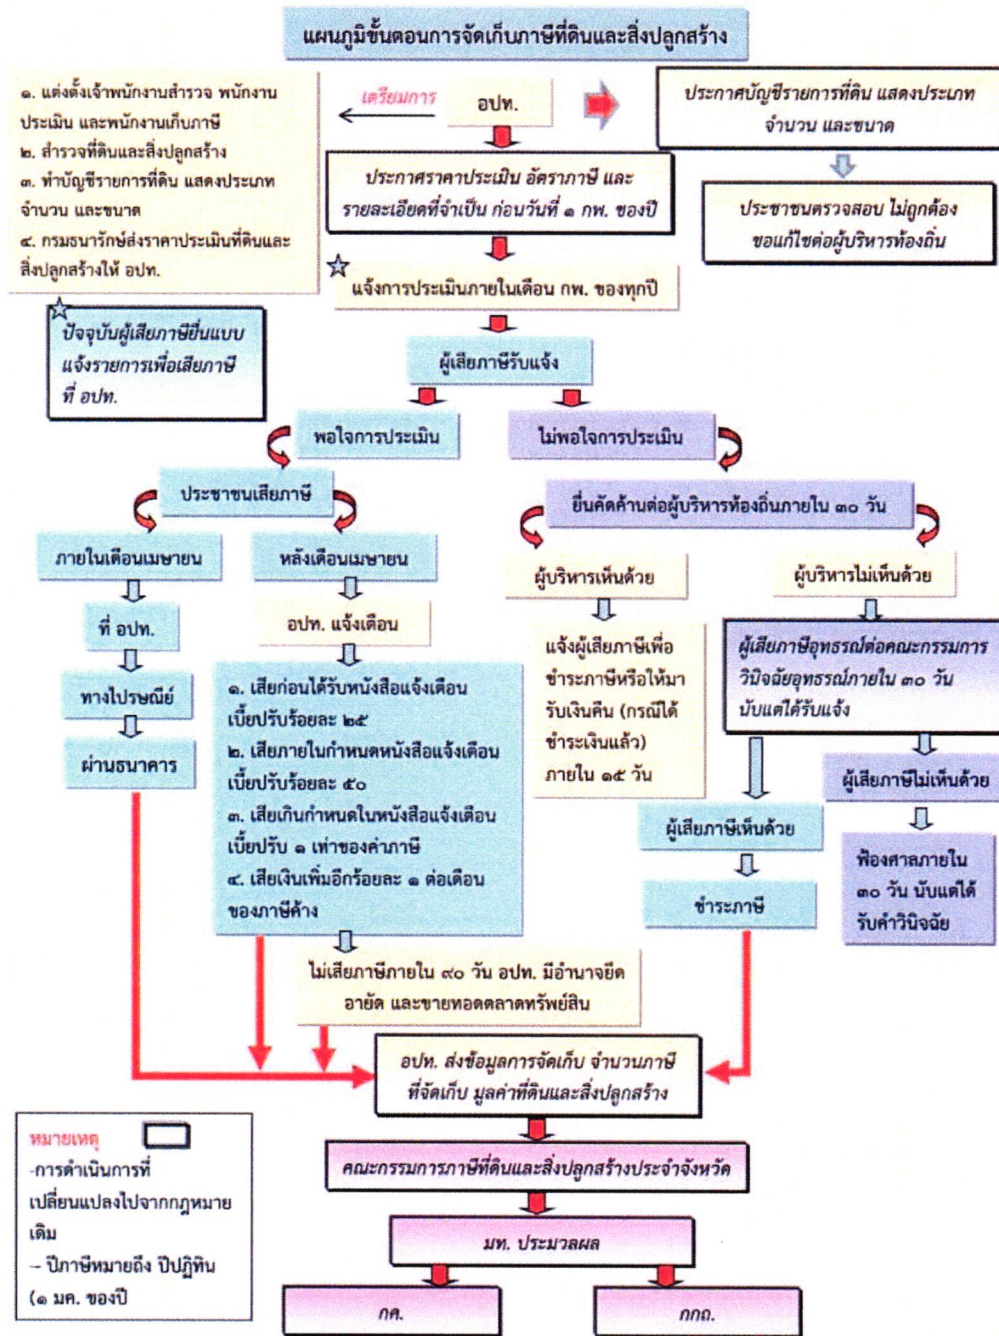 แผนภูมิขั้นตอนการจัดเก็บภาษีที่ดินและสิ่งปลูกสร้าง
๑. แต่งตั้งเจ้าพนักงานสำรวจ พนักงาน
ประเมิน และพนักงานเก็บภาษี
๒. สำรวจที่ดินและสิ่งปลูกสร้าง
๓. ทำบัญชีรายการที่ดิน แสดงประเภท
จำนวน และขนาด
๔. กรมธนารักษ์ส่งราคาประเมินที่ดินและ
สิ่งปลูกสร้างให้ อปท.
เตรียมการ
อปท.
ประกาศบัญชีรายการที่ดิน แสดงประเภท
จำนวน และขนาด
ประชาชนตรวจสอบ ไม่ถูกต้อง
ขอแก้ไขต่อผู้บริหารท้องถิ่น
ประกาศราคาประเมิน อัตราภาษี และ
รายละเอียดที่จำเป็น ก่อนวันที่ ๑ กพ. ของปี
แจ้งการประเมินภายในเดือน กพ. ของทุกปี
ปัจจุบันผู้เสียภาษียื่นแบบ
แจ้งรายการเพื่อเสียภาษี
ที่ อปท.
ผู้เสียภาษีรับแจ้ง
พอใจการประเมิน
ไม่พอใจการประเมิน
ประชาชนเสียภาษี
ยื่นคัดค้านต่อผู้บริหารท้องถิ่นภายใน ๓๐ วัน
ภายในเดือนเมษายน
หลังเดือนเมษายน
ผู้บริหารเห็นด้วย
ผู้บริหารไม่เห็นด้วย
ที่ อปท.
ทางไปรษณีย์
ผ่านธนาคาร
อปท. แจ้งเตือน
๑. เสียก่อนได้รับหนังสือแจ้งเตือน
เบี้ยปรับร้อยละ ๒๕
๒. เสียภายในกำหนดหนังสือแจ้งเตือน
เบี้ยปรับร้อยละ ๕๐
๓. เสียเกินกำหนดในหนังสือแจ้งเตือน
เบี้ยปรับ ๑ เท่าของค่าภาษี
๔. เสียเงินเพิ่มอีกร้อยละ ๑ ต่อเดือน
ของภาษีค้าง
แจ้งผู้เสียภาษีเพื่อ
ชำระภาษีหรือให้มา
รับเงินคืน (กรณีได้
ชำระเงินแล้ว)
ภายใน ๑๕ วัน
ผู้เสียภาษีอุทธรณ์ต่อคณะกรรมการ
วินิจฉัยอุทธรณ์ภายใน ๓๐ วัน
นับแต่ได้รับแจ้ง
ผู้เสียภาษีไม่เห็นด้วย
ผู้เสียภาษีเห็นด้วย
ชำระภาษี
ฟ้องศาลภายใน
๓๐ วัน นับแต่ได้
รับคำวินิจฉัย
ไม่เสียภาษีภายใน ๙๐ วัน อปท. มีอำนาจยึด
อายัด และขายทอดตลาดทรัพย์สิน
อปท. ส่งข้อมูลการจัดเก็บ จำนวนภาษี
ที่จัดเก็บ มูลค่าที่ดินและสิ่งปลูกสร้าง
คณะกรรมการภาษีที่ดินและสิ่งปลูกสร้างประจำจังหวัด
มท. ประมวลผล
กค.
กกถ.
หมายเหตุ
-การดำเนินการที่
เปลี่ยนแปลงไปจากกฎหมาย
เดิม
– ปีภาษีหมายถึง ปีปฏิทิน
(๑ มค. ของปี